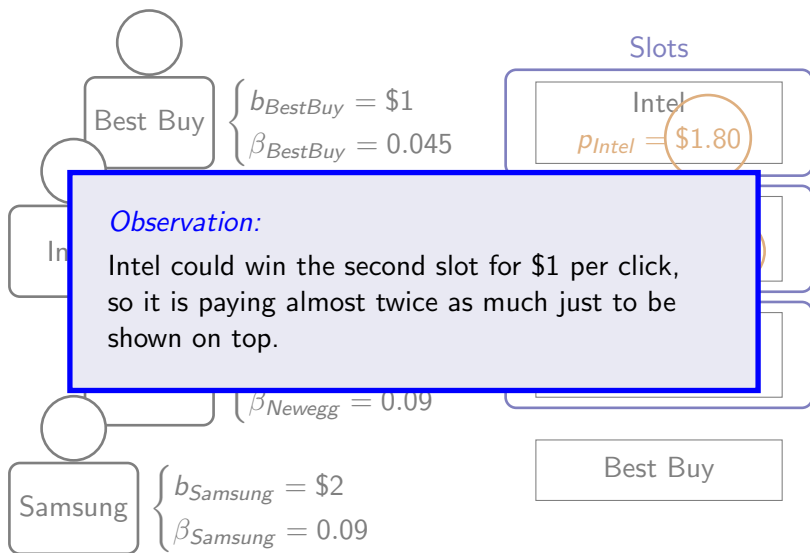 Slots
Best Buy
b_BestBuy = $1
β_BestBuy = 0.045
Intel
p_Intel = $1.80
Observation:
Intel could win the second slot for $1 per click,
so it is paying almost twice as much just to be
shown on top.
β_Newegg = 0.09
Best Buy
Samsung
b_Samsung = $2
β_Samsung = 0.09